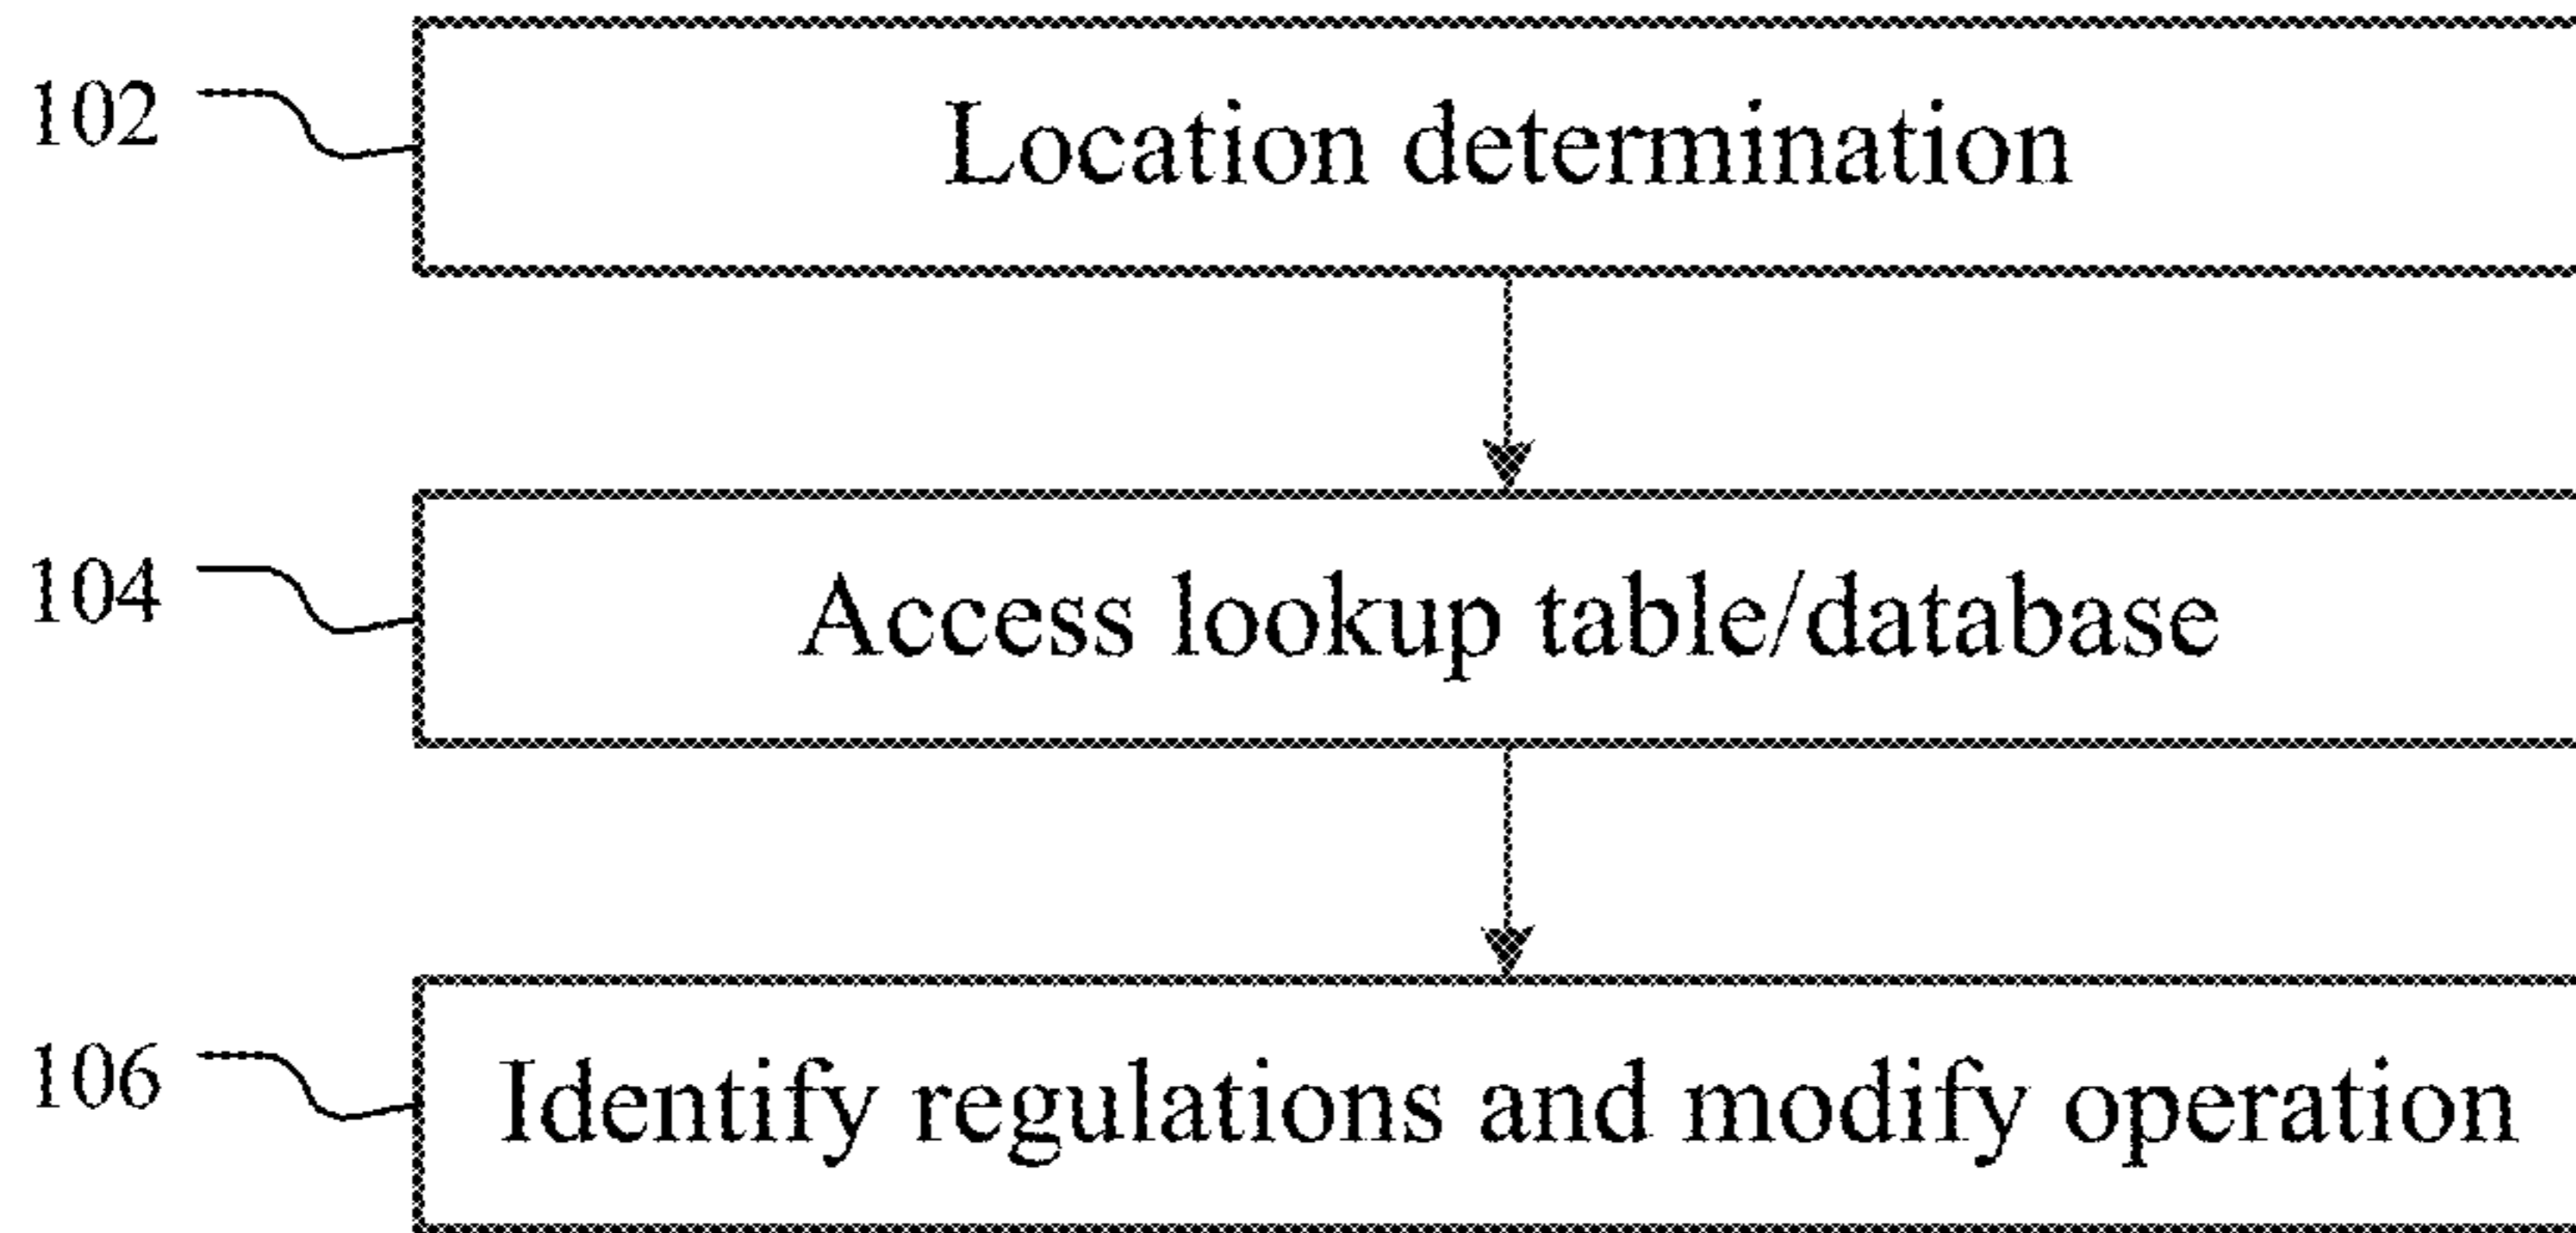 102 Location determination
104 Access lookup table/database
106 Identify regulations and modify operation